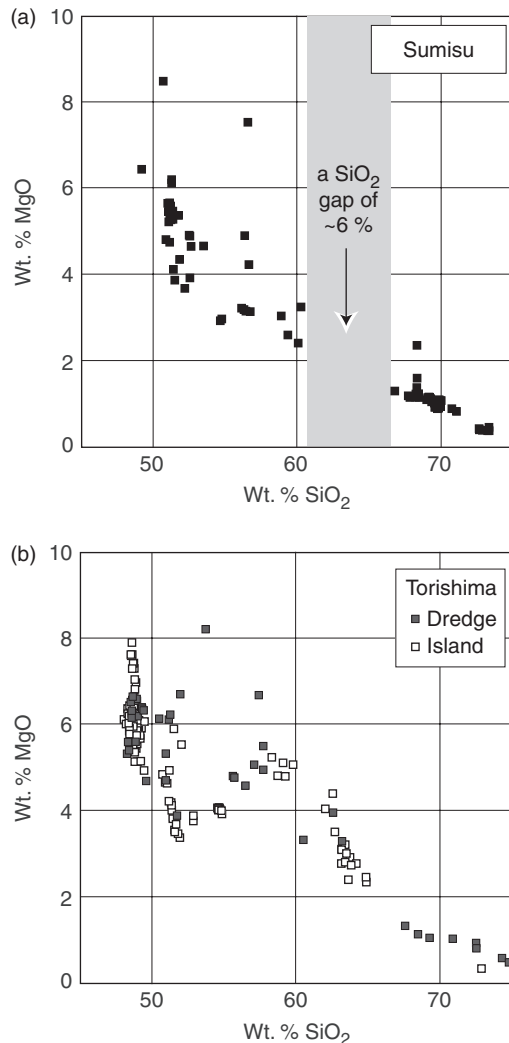 (a)
10
8
6
4
2
0
Wt. % MgO
Sumisu
a SiO₂
gap of
~6 %
50
60
70
Wt. % SiO₂
(b)
10
8
6
4
2
0
Wt. % MgO
Torishima
Dredge
Island
50
60
70
Wt. % SiO₂